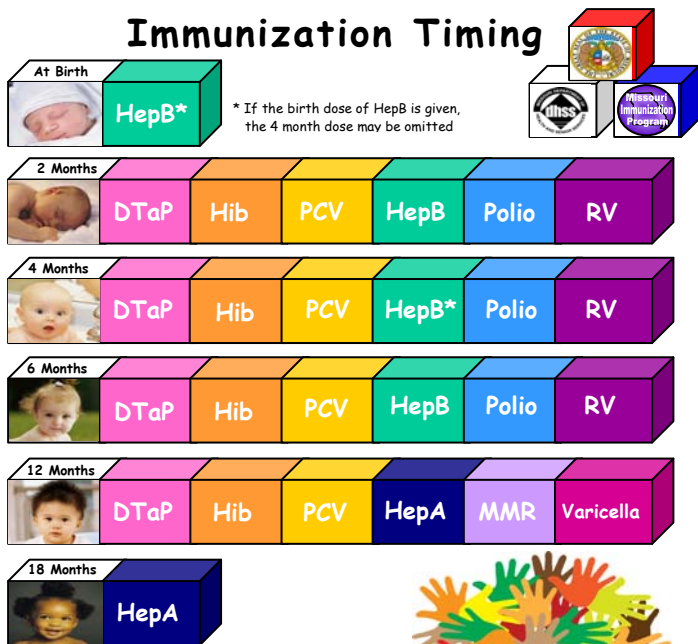 Immunization Timing
At Birth
HepB*
* If the birth dose of HepB is given,
the 4 month dose may be omitted
dhss
Missouri
Immunization
Program
2 Months
DTaP Hib PCV HepB Polio RV
4 Months
DTaP Hib PCV HepB* Polio RV
6 Months
DTaP Hib PCV HepB Polio RV
12 Months
DTaP Hib PCV HepA MMR Varicella
18 Months
HepA